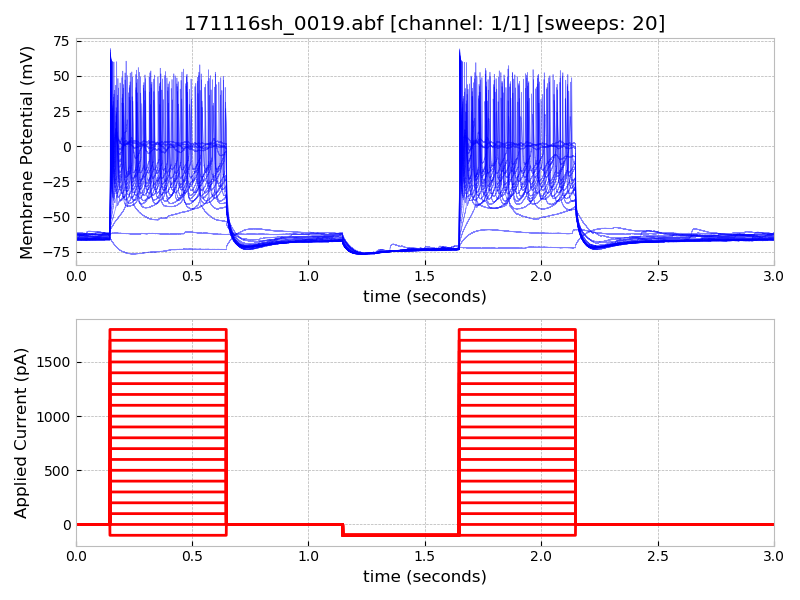 171116sh_0019.abf [channel: 1/1] [sweeps: 20]
Membrane Potential (mV)
75
50
25
0
−25
−50
−75
0.0 0.5 1.0 1.5 2.0 2.5 3.0
time (seconds)
Applied Current (pA)
1500
1000
500
0
0.0 0.5 1.0 1.5 2.0 2.5 3.0
time (seconds)